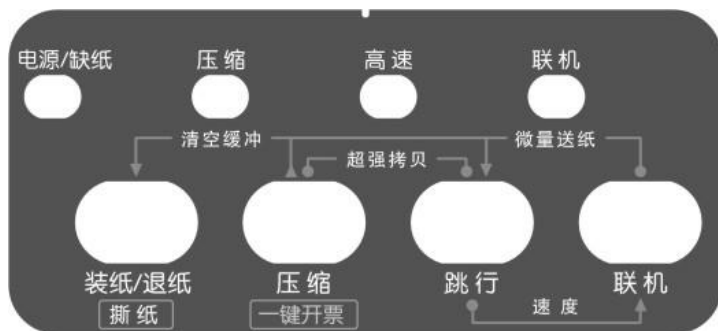 电源/缺纸 压缩 高速 联机
清空缓冲 微量送纸
超强拷贝
装纸/退纸 压缩 跳行 联机
撕纸 一键开票 速度